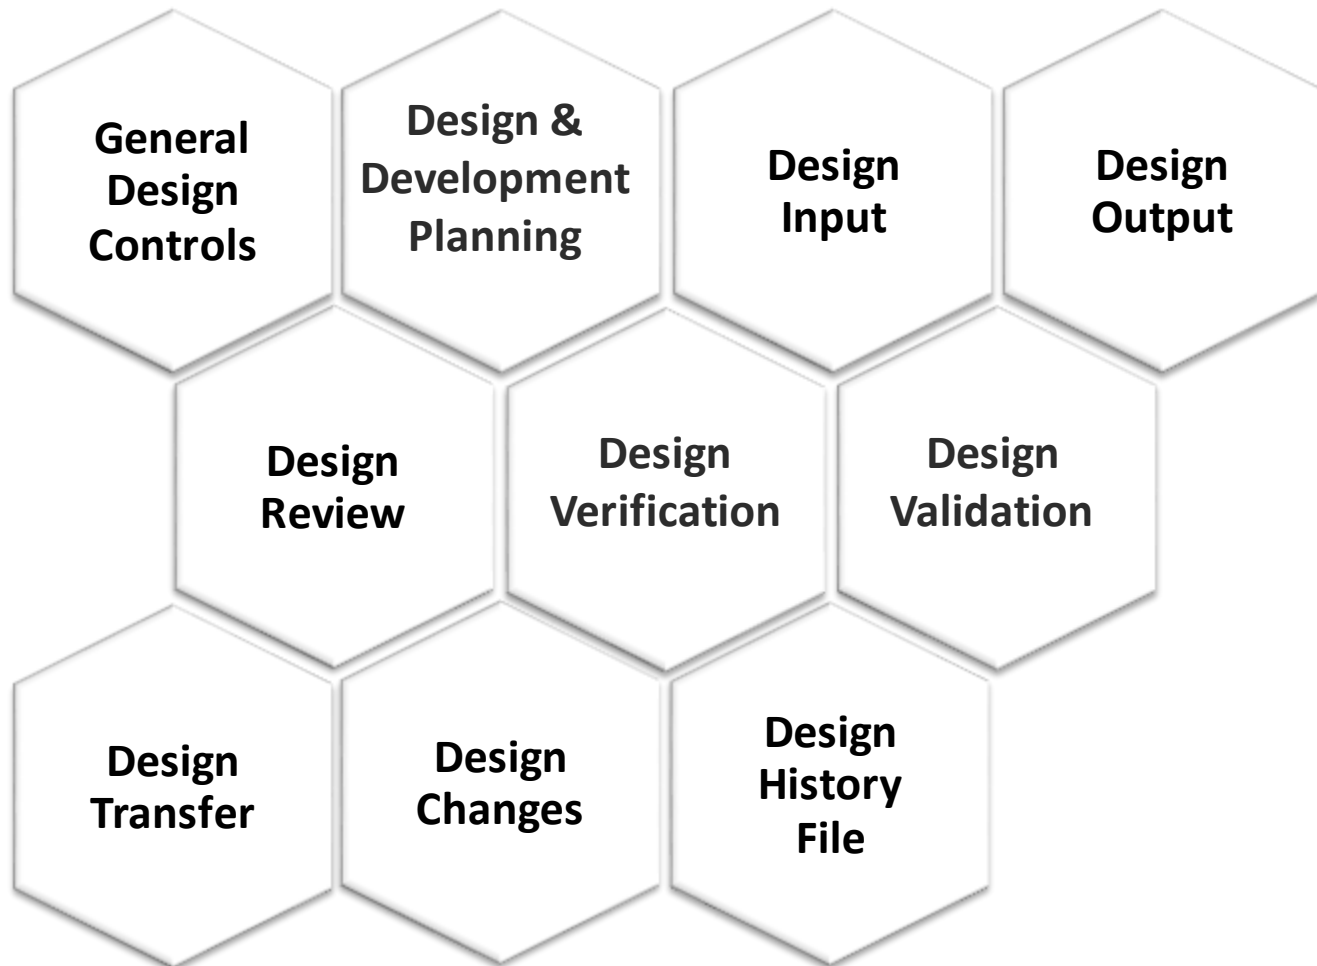 General
Design
Controls
Design &
Development
Planning
Design
Input
Design
Output
Design
Review
Design
Verification
Design
Validation
Design
Transfer
Design
Changes
Design
History
File